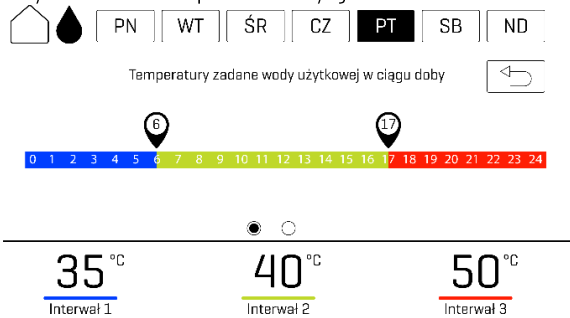 PN WT ŚR CZ PT SB ND
Temperatury zadane wody użytkowej w ciągu doby
6 17
0 1 2 3 4 5 6 7 8 9 10 11 12 13 14 15 16 17 18 19 20 21 22 23 24
35°C 40°C 50°C
Interwał 1 Interwał 2 Interwał 3